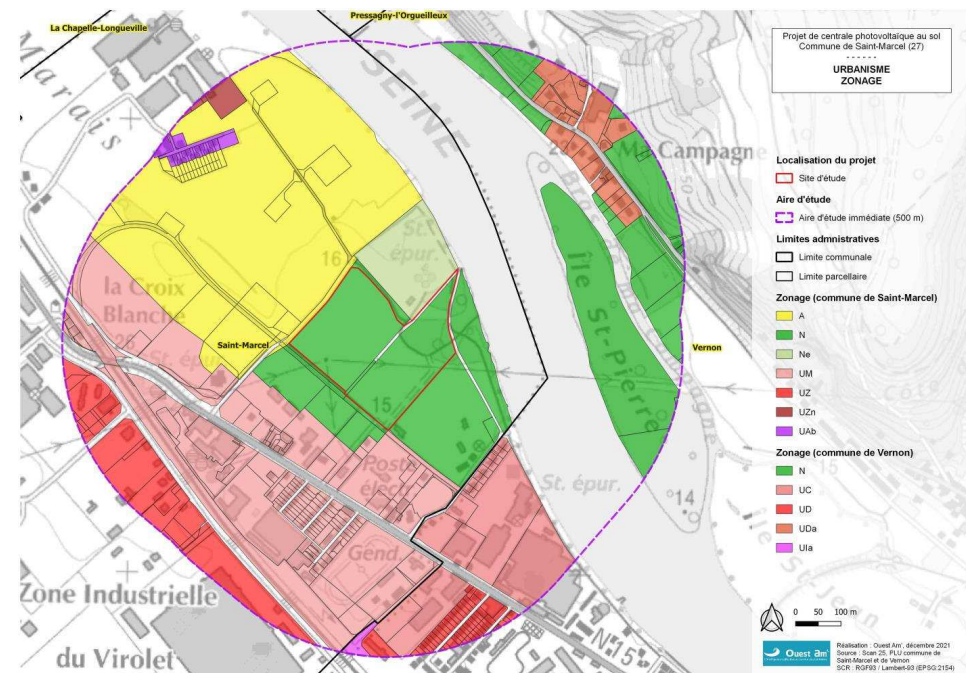 La Chapelle-Longueville
Pressagny-l'Orgueilleux
Projet de centrale photovoltaïque au sol
Commune de Saint-Marcel (27)
- - - - - -
URBANISME
ZONAGE
Marais
SEINE
22
Ma Campagne
Localisation du projet
Site d'étude
Aire d'étude
Aire d'étude immédiate (500 m)
Limites admnistratives
Limite communale
Limite parcellaire
Zonage (commune de Saint-Marcel)
A
N
Ne
UM
UZ
UZn
UAb
Zonage (commune de Vernon)
N
UC
UD
UDa
UIa
St.
épur.
16
la Croix
Blanche
26
St. épur.
Saint-Marcel
Île St-Pierre
Vernon
15
Poste
St. épur.
14
Gend.
Zone Industrielle
du Virolet
N 15
0 50 100 m
Ouest am'
Réalisation : Ouest Am', décembre 2021
Source : Scan 25, PLU commune de
Saint-Marcel et de Vernon
SCR : RGF93 / Lambert-93 (EPSG:2154)